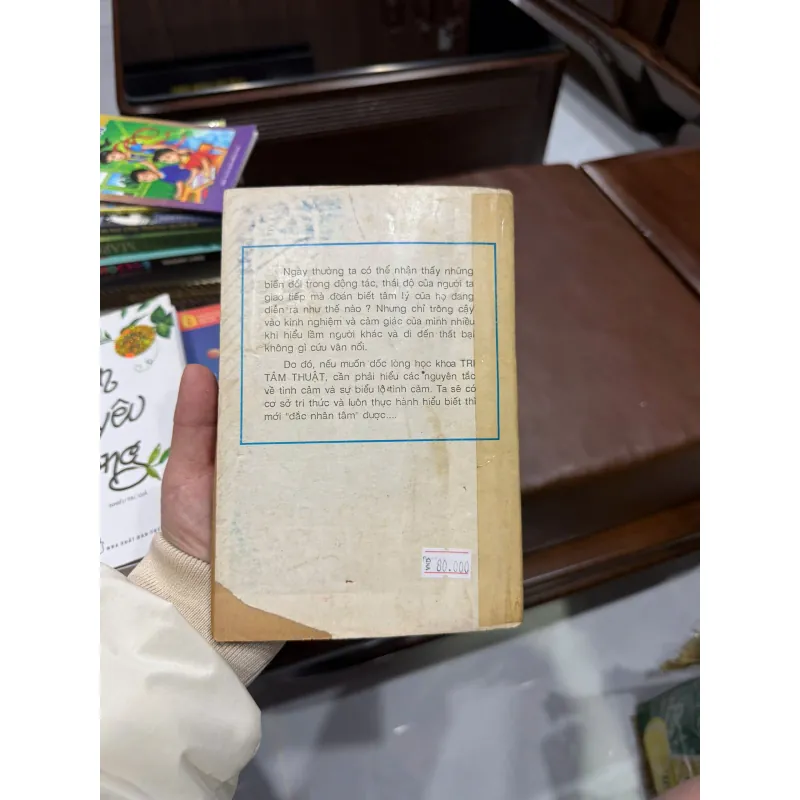 Ngày thường ta có thể nhận thấy những
biến đổi trong động tác, thái độ của người ta
giao tiếp mà đoán biết tâm lý của họ đang
diễn ra như thế nào ? Nhưng chỉ trông cậy
vào kinh nghiệm và cảm giác của mình nhiều
khi hiểu lầm người khác và đi đến thất bại
không gì cứu vãn nổi.
Do đó, nếu muốn dốc lòng học khoa TRI
TÂM THUẬT, cần phải hiểu các nguyên tắc
về tình cảm và sự biểu lộ tình cảm. Ta sẽ có
cơ sở tri thức và luôn thực hành hiểu biết thì
mới "đắc nhân tâm" được....
80.000